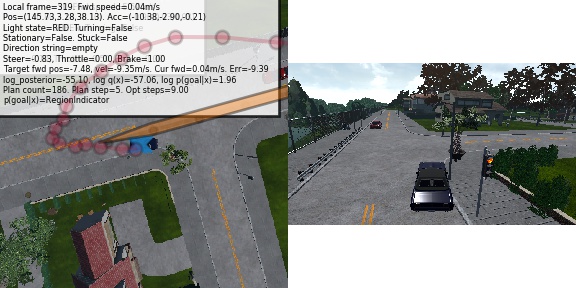 Local frame=319. Fwd speed=0.04m/s
Pos=(145.73,3.28,38.13). Acc=(-10.38,-2.90,-0.21)
Light state=RED. Turning=False
Stationary=False. Stuck=False
Direction string=empty
Steer=-0.83, Throttle=0.00, Brake=1.00
Target fwd pos=-7.48, vel=-9.35m/s. Cur fwd=0.04m/s, Err=-9.39
log_posterior=-55.10, log q(x)=-57.06, log p(goal|x)=1.96
Plan count=186. Plan step=5. Opt steps=9.00
p(goal|x)=RegionIndicator